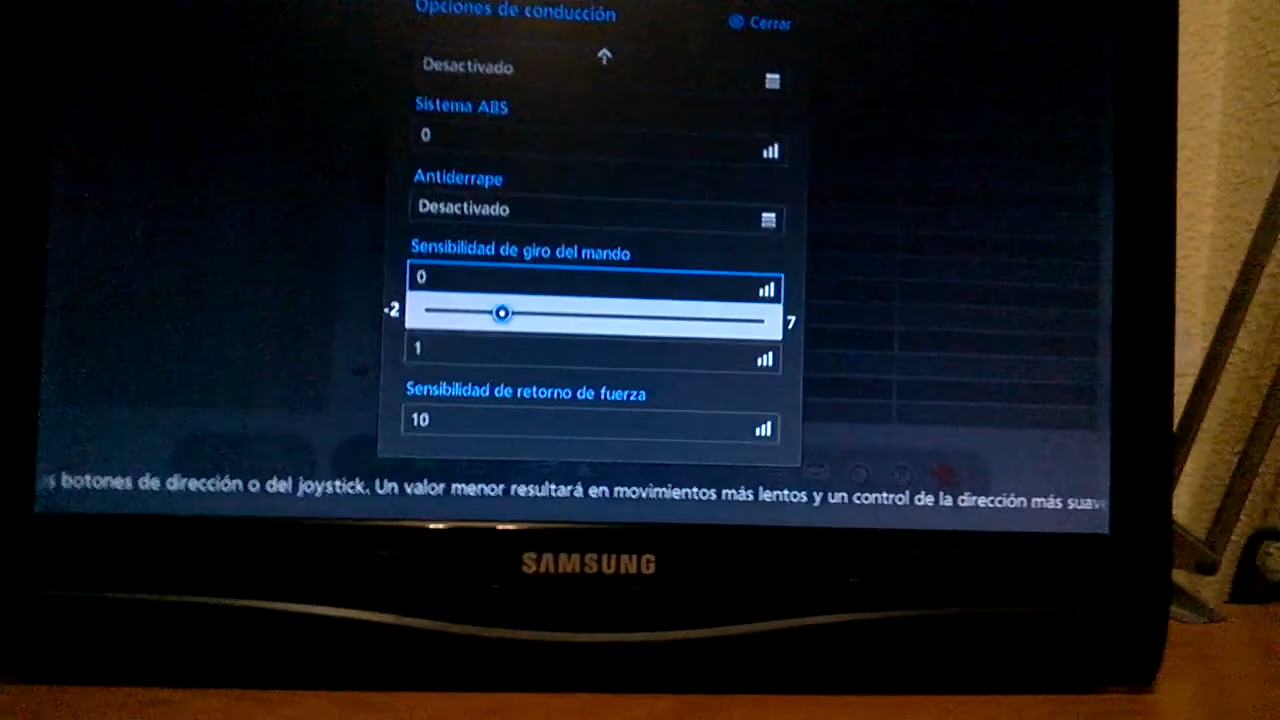 Opciones de conducción
Cerrar
Desactivado
Sistema ABS
0
Antiderrape
Desactivado
Sensibilidad de giro del mando
0
-2
7
1
Sensibilidad de retorno de fuerza
10
botones de dirección o del joystick. Un valor menor resultará en movimientos más lentos y un control de la dirección más
SAMSUNG